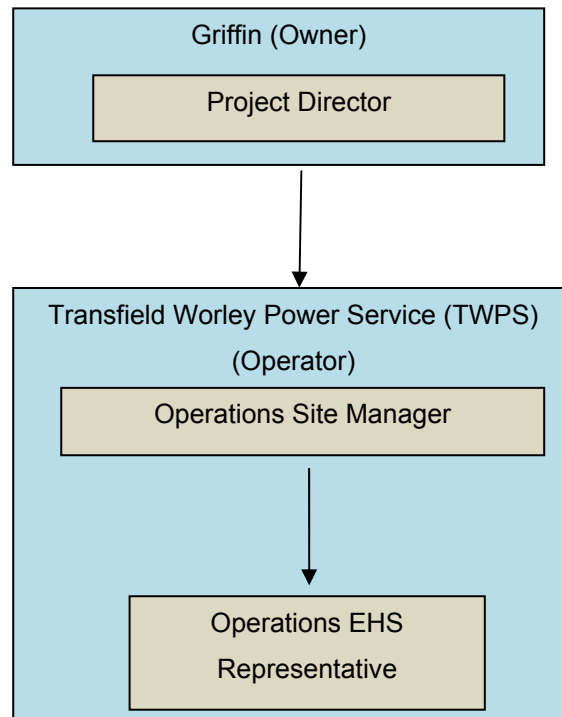 Griffin (Owner)
Project Director
Transfield Worley Power Service (TWPS)
(Operator)
Operations Site Manager
Operations EHS
Representative